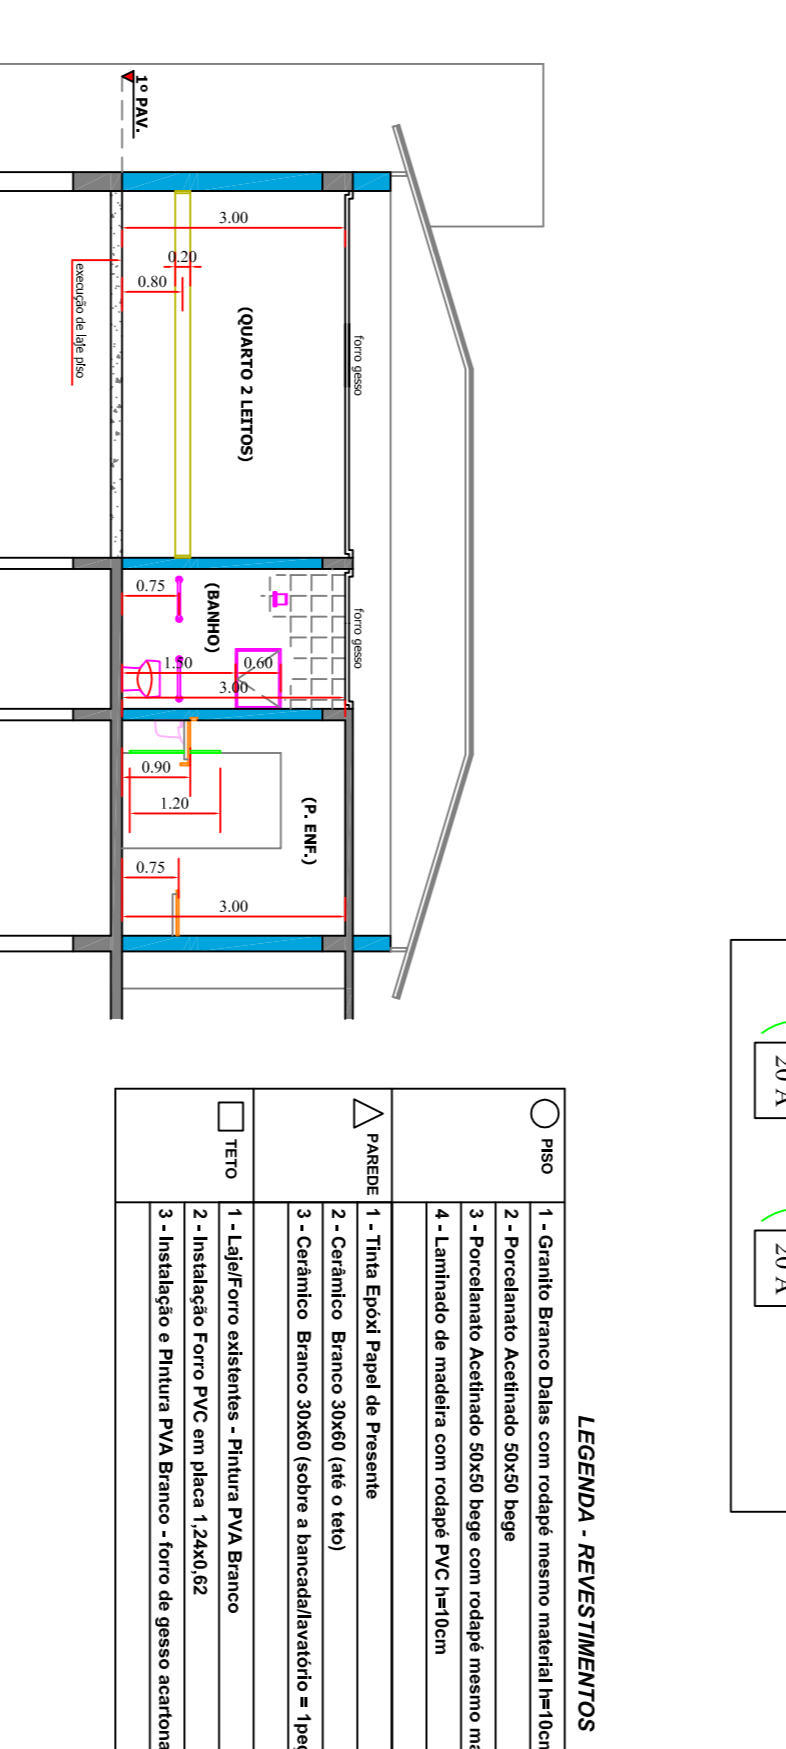 1º PAV.
3.00
0.20
0.80
execução de laje piso
(QUARTO 2 LEITOS)
forro gesso
0.75
(BANHO)
1.50
0.60
3.00
forro gesso
0.90
1.20
(P. ENF.)
0.75
3.00
LEGENDA - REVESTIMENTOS
PISO
1 - Granito Branco Dalas com rodapé mesmo material h=10cm
2 - Porcelanato Acetinado 50x50 bege
3 - Porcelanato Acetinado 50x50 bege com rodapé mesmo
4 - Laminado de madeira com rodapé PVC h=10cm
PAREDE
1 - Tinta Epóxi Papel de Presente
2 - Cerâmico Branco 30x60 (até o teto)
3 - Cerâmico Branco 30x60 (sobre a bancada/lavatório =
TETO
1 - Laje/Forro existentes - Pintura PVA Branco
2 - Instalação Forro PVC em placa 1,24x0,62
3 - Instalação e PIntura PVA Branco - forro de gesso
20 A
20 A